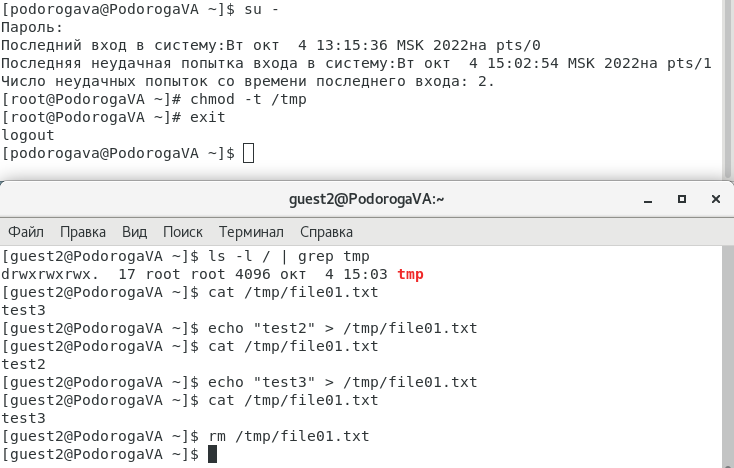 [podorogava@PodorogaVA ~]$ su -
Пароль:
Последний вход в систему:Вт окт  4 13:15:36 MSK 2022на pts/0
Последняя неудачная попытка входа в систему:Вт окт  4 15:02:54 MSK 2022на pts/1
Число неудачных попыток со времени последнего входа: 2.
[root@PodorogaVA ~]# chmod -t /tmp
[root@PodorogaVA ~]# exit
logout
[podorogava@PodorogaVA ~]$
guest2@PodorogaVA:~
Файл Правка Вид Поиск Терминал Справка
[guest2@PodorogaVA ~]$ ls -l / | grep tmp
drwxrwxrwx.  17 root root 4096 окт  4 15:03 tmp
[guest2@PodorogaVA ~]$ cat /tmp/file01.txt
test3
[guest2@PodorogaVA ~]$ echo "test2" > /tmp/file01.txt
[guest2@PodorogaVA ~]$ cat /tmp/file01.txt
test2
[guest2@PodorogaVA ~]$ echo "test3" > /tmp/file01.txt
[guest2@PodorogaVA ~]$ cat /tmp/file01.txt
test3
[guest2@PodorogaVA ~]$ rm /tmp/file01.txt
[guest2@PodorogaVA ~]$